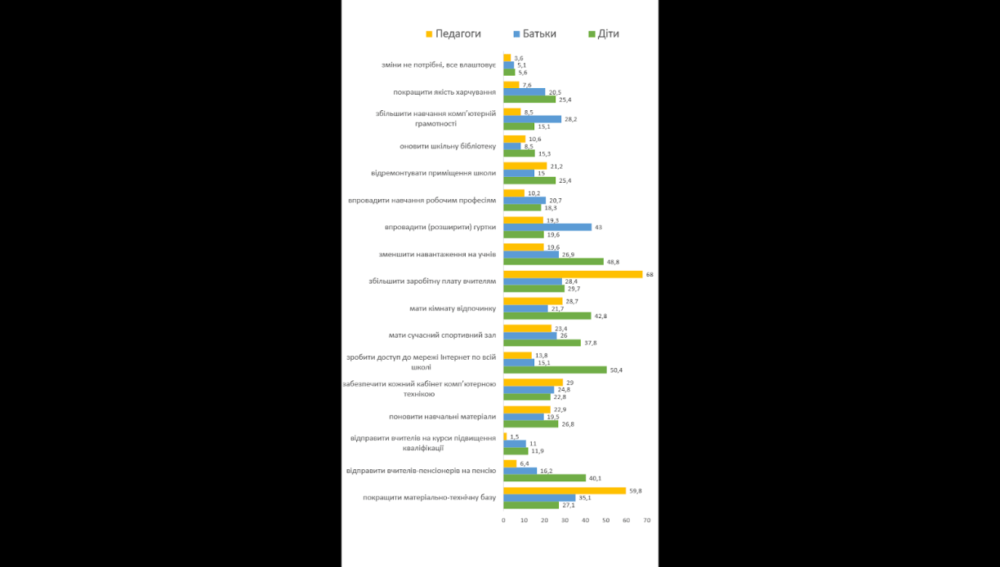 Педагоги Батьки Діти
зміни не потрібні, все влаштовує
3,6
5,1
5,6
покращити якість харчування
7,6
20,5
25,4
збільшити навчання комп’ютерній
грамотності
8,5
28,2
15,1
оновити шкільну бібліотеку
10,6
8,5
15,3
відремонтувати приміщення школи
21,2
15
25,4
впровадити навчання робочим професіям
10,2
20,7
18,3
впровадити (розширити) гуртки
19,3
43
19,6
зменшити навантаження на учнів
19,6
26,9
48,8
збільшити заробітну плату вчителям
68
28,4
29,7
мати кімнату відпочинку
28,7
21,7
42,8
мати сучасний спортивний зал
23,4
26
37,8
зробити доступ до мережі Інтернет по всій
школі
13,8
15,1
50,4
забезпечити кожний кабінет комп’ютерною
технікою
29
24,8
22,8
поновити навчальні матеріали
22,9
19,5
26,8
відправити вчителів на курси підвищення
кваліфікації
1,5
11
11,9
відправити вчителів-пенсіонерів на пенсію
6,4
16,2
40,1
покращити матеріально-технічну базу
59,8
35,1
27,1
0 10 20 30 40 50 60 70